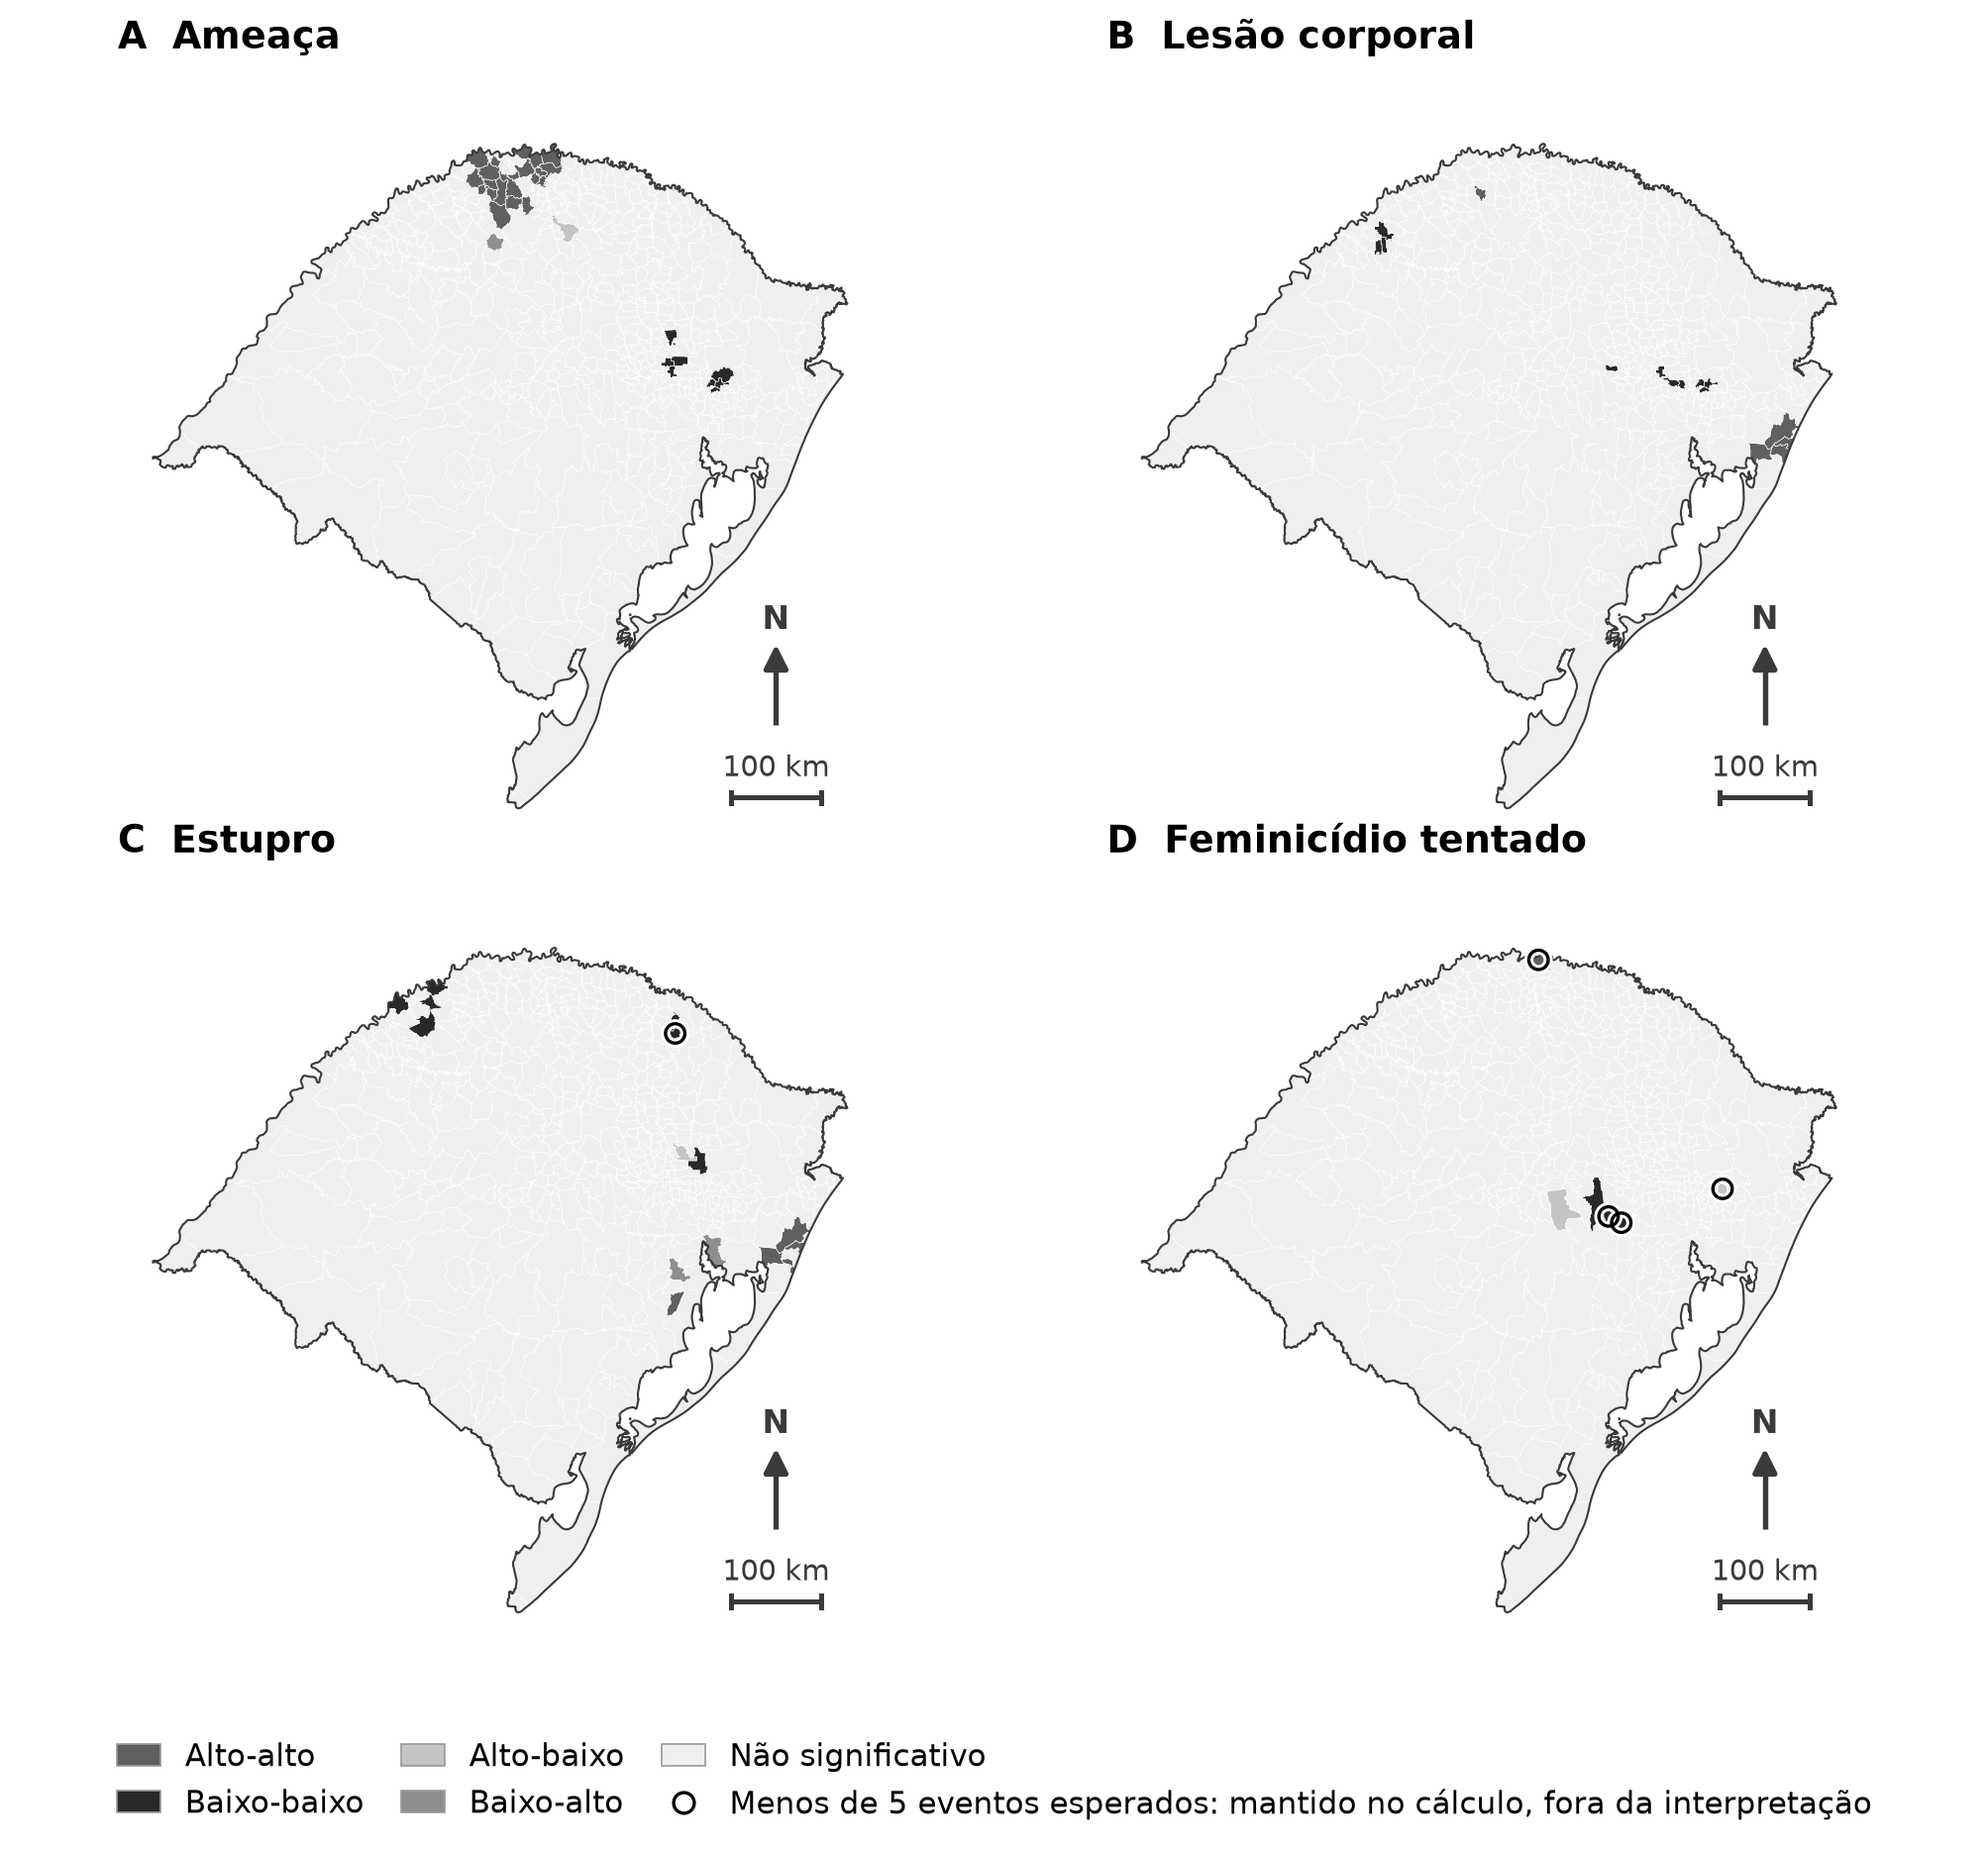 A Ameaça
B Lesão corporal
N
100 km
N
100 km
C Estupro
D Feminicídio tentado
N
100 km
N
100 km
Alto-alto
Alto-baixo
Não significativo
Baixo-baixo
Baixo-alto
Menos de 5 eventos esperados: mantido no cálculo, fora da interpretação